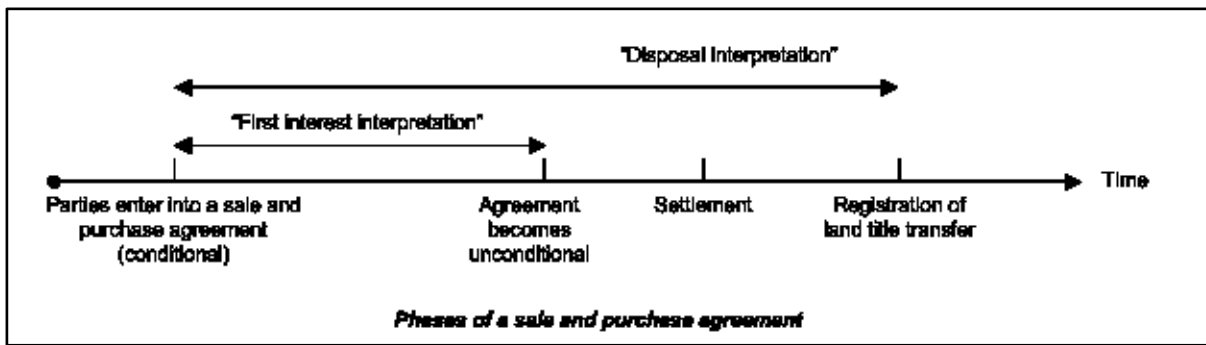 "Disposal Interpretation"
"First interest interpretation"
Time
Parties enter into a sale and
purchase agreement
(conditional)
Agreement
becomes
unconditional
Settlement
Registration of
land title transfer
Phases of a sale and purchase agreement